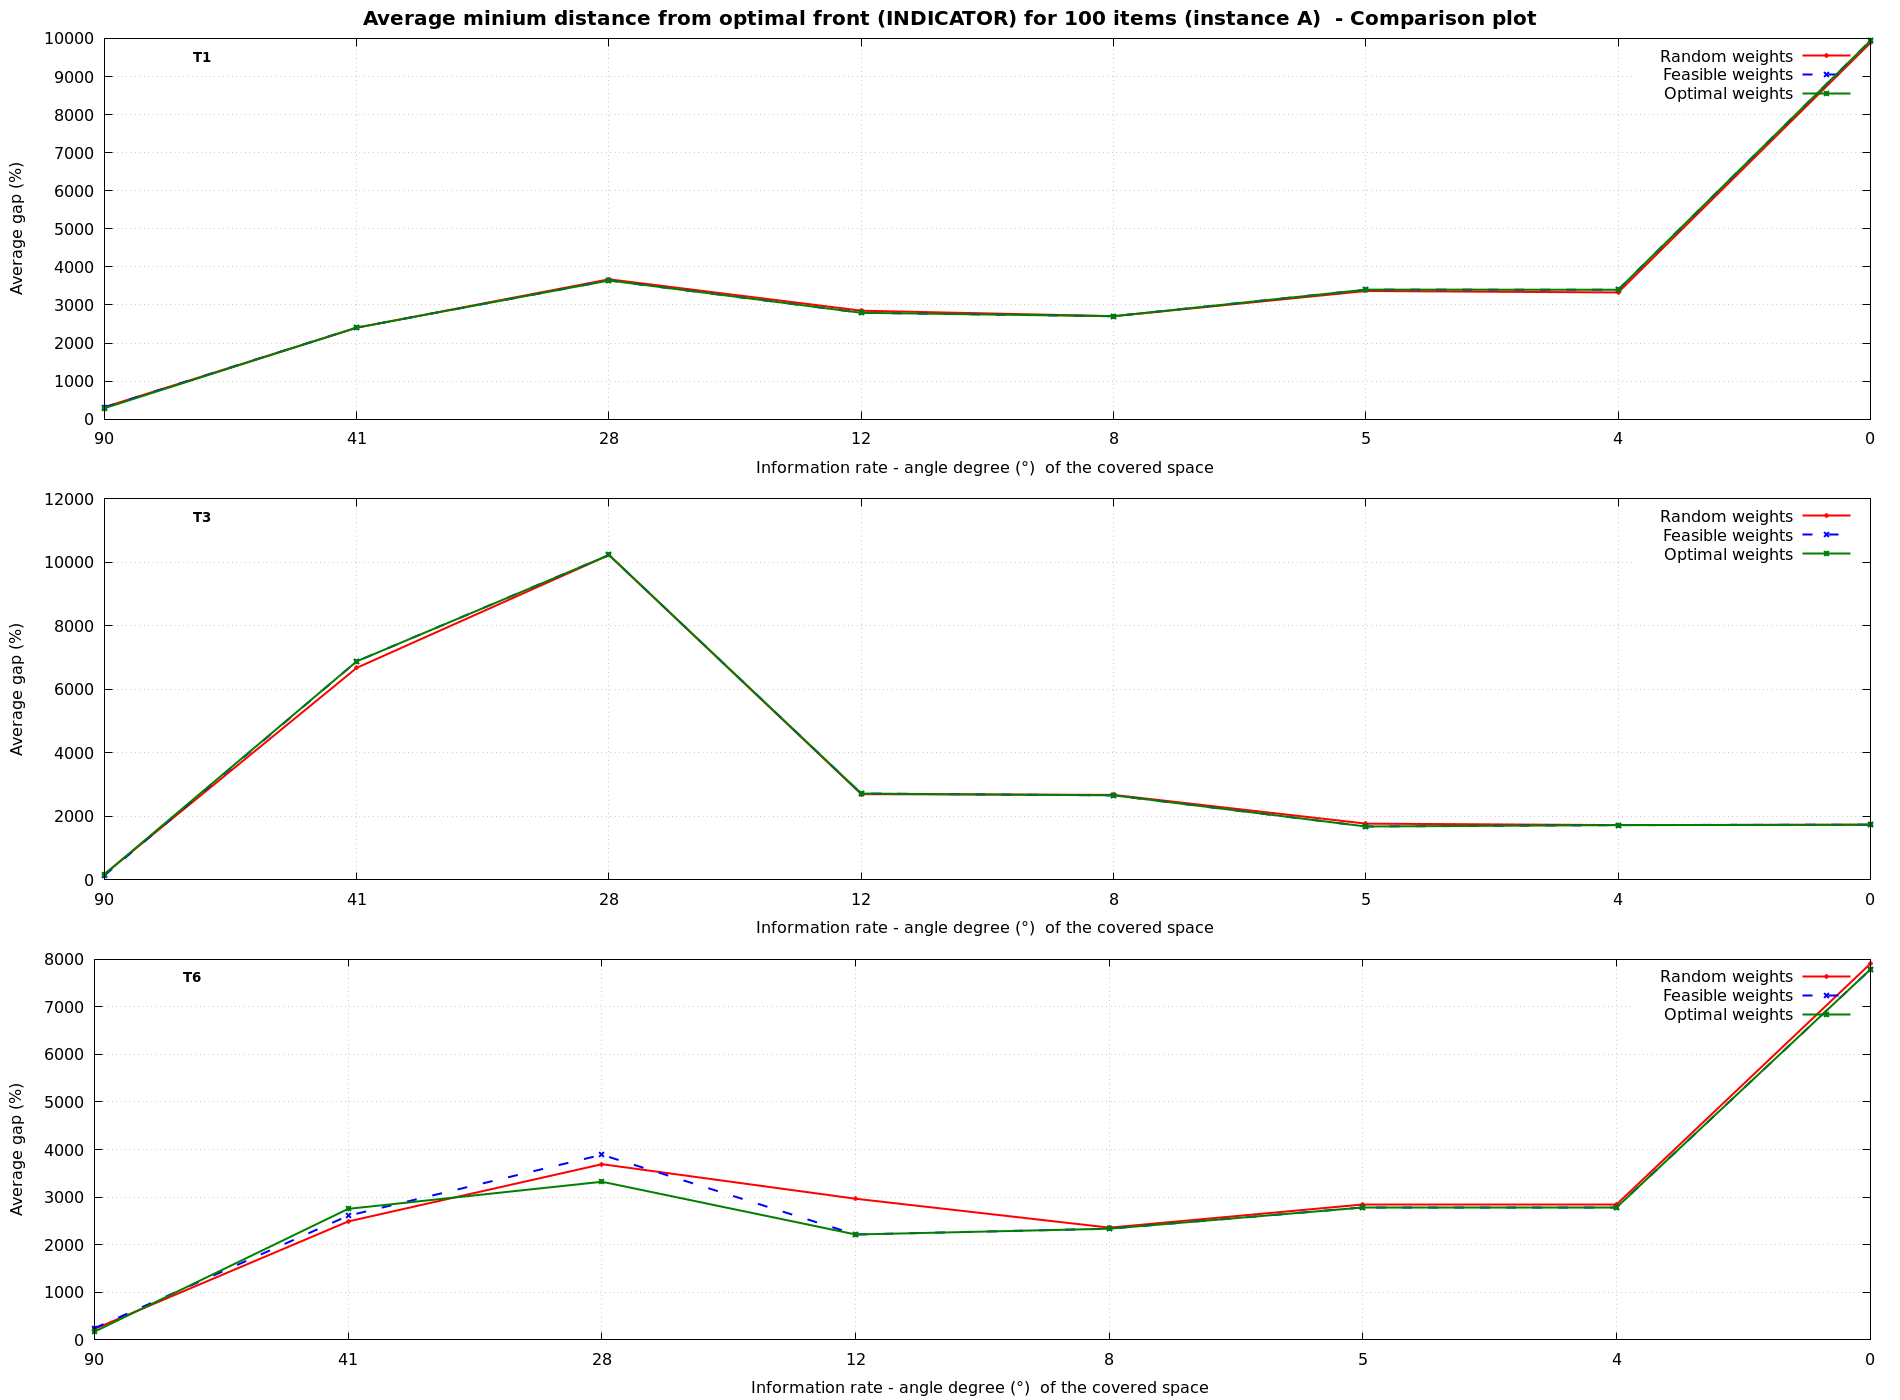 Average minium distance from optimal front (INDICATOR) for 100 items (instance A)  - Comparison plot
T1
Random weights
Feasible weights
Optimal weights
Average gap (%)
10000
9000
8000
7000
6000
5000
4000
3000
2000
1000
0
90 41 28 12 8 5 4 0
Information rate - angle degree (°)  of the covered space
T3
Random weights
Feasible weights
Optimal weights
Average gap (%)
12000
10000
8000
6000
4000
2000
0
90 41 28 12 8 5 4 0
Information rate - angle degree (°)  of the covered space
T6
Random weights
Feasible weights
Optimal weights
Average gap (%)
8000
7000
6000
5000
4000
3000
2000
1000
0
90 41 28 12 8 5 4 0
Information rate - angle degree (°)  of the covered space